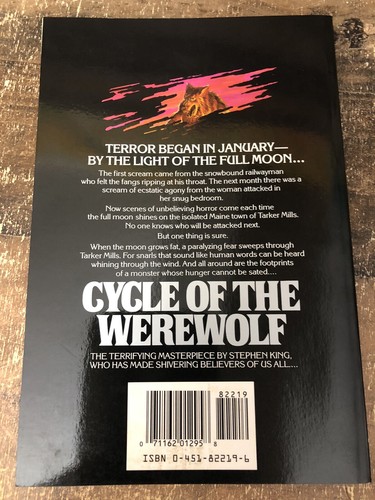 TERROR BEGAN IN JANUARY—
BY THE LIGHT OF THE FULL MOON...
The first scream came from the snowbound railwayman
who felt the fangs ripping at his throat. The next month there was a
scream of ecstatic agony from the woman attacked in
her snug bedroom.
Now scenes of unbelieving horror come each time
the full moon shines on the isolated Maine town of Tarker Mills.
No one knows who will be attacked next.
But one thing is sure.
When the moon grows fat, a paralyzing fear sweeps through
Tarker Mills. For snarls that sound like human words can be heard
whining through the wind. And all around are the footprints
of a monster whose hunger cannot be sated....
CYCLE OF THE
WEREWOLF
THE TERRIFYING MASTERPIECE BY STEPHEN KING,
WHO HAS MADE SHIVERING BELIEVERS OF US ALL....
82219
0 71162 01295 8
ISBN 0-451-82219-6